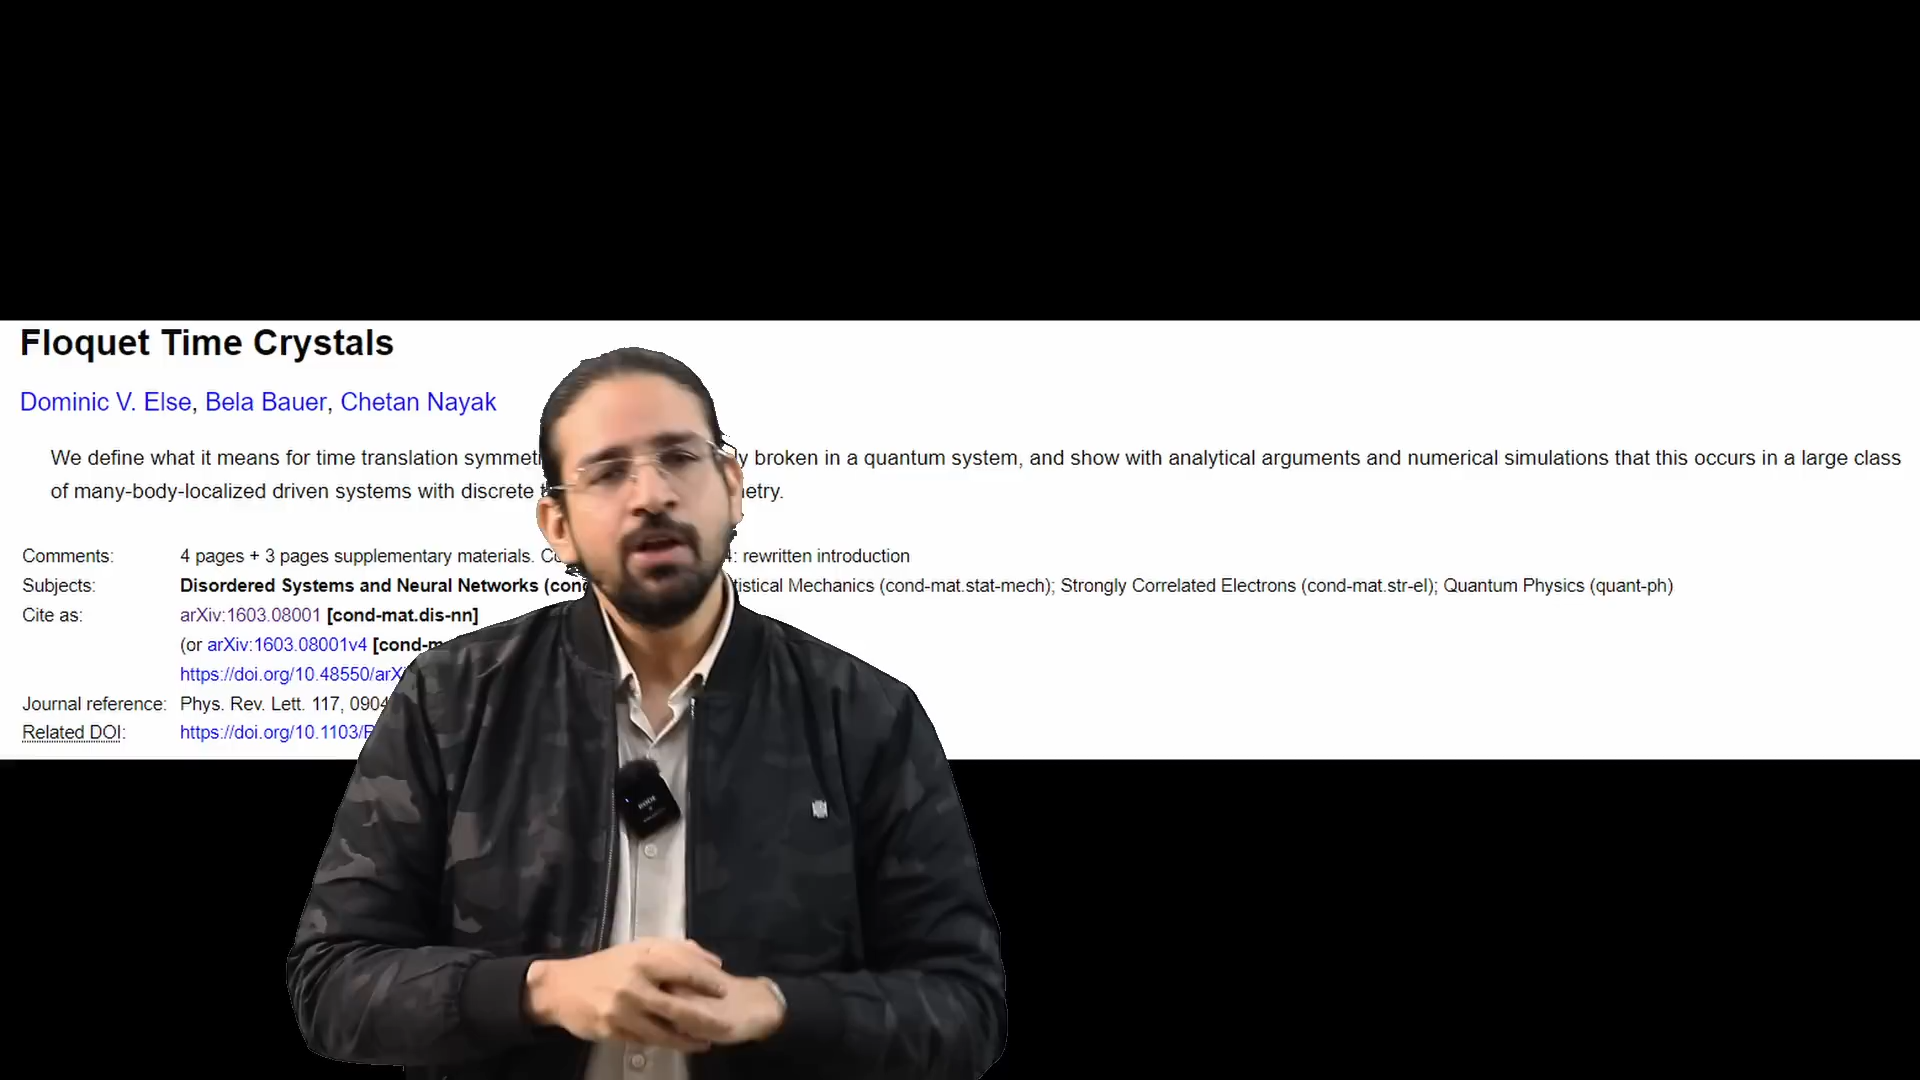 Floquet Time Crystals
Dominic V. Else, Bela Bauer, Chetan Nayak
We define what it means for time translation broken in a quantum system, and show with analytical arguments and numerical simulations that this occurs in a large class
of many-body-localized driven systems with discrete
Comments: 4 pages + 3 pages supplementary materials. rewritten introduction
Subjects: Disordered Systems and Neural Networks Mechanics (cond-mat.stat-mech); Strongly Correlated Electrons (cond-mat.str-el); Quantum Physics (quant-ph)
Cite as: arXiv:1603.08001 [cond-mat.dis-nn]
(or arXiv:1603.08001v4
https://doi.org/10.48550/arX
Journal reference: Phys. Rev. Lett. 117, 0904
Related DOI: https://doi.org/10.1103/